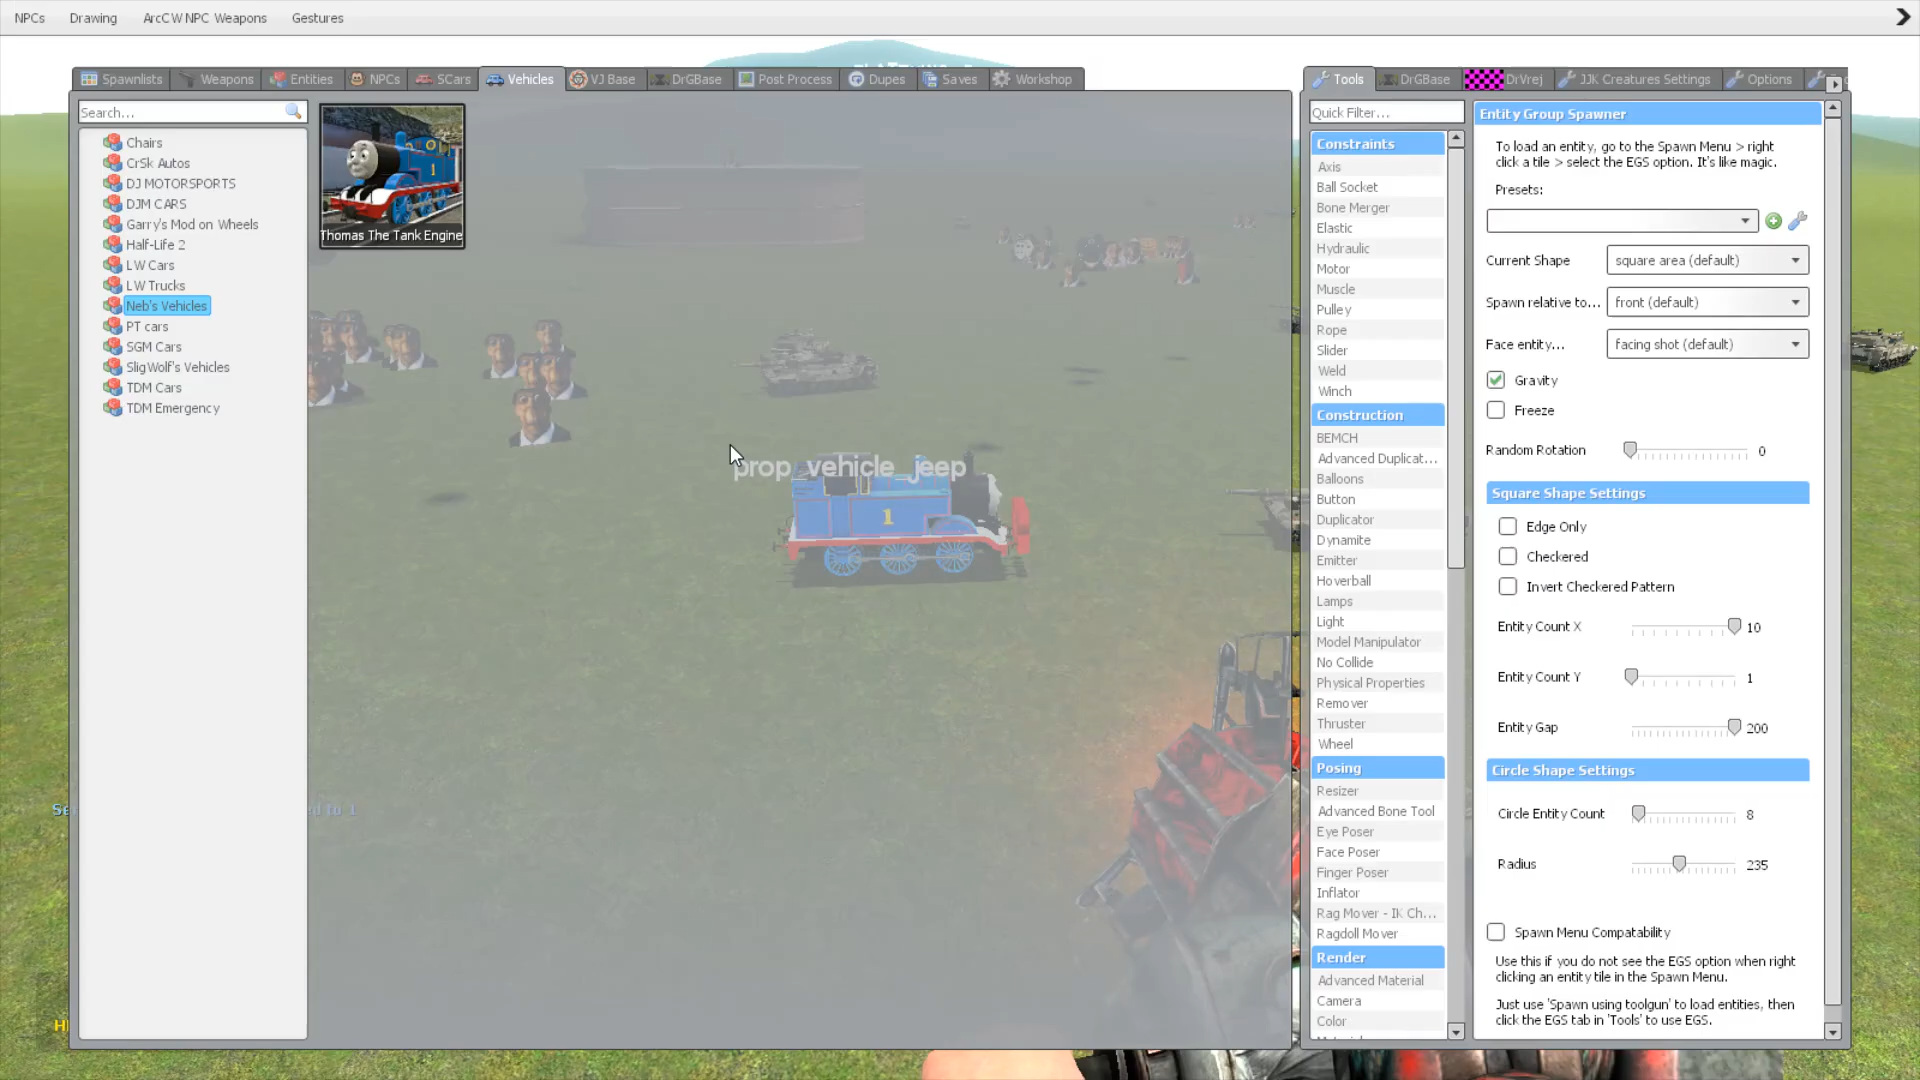 NPCs Drawing ArcCW NPC Weapons Gestures
Spawnlists Weapons Entities NPCs SCars Vehicles VJ Base DrGBase Post Process Dupes Saves Workshop
Search...
Chairs
CrSk Autos
DJ MOTORSPORTS
DJM CARS
Garry's Mod on Wheels
Half-Life 2
LW Cars
LW Trucks
Neb's Vehicles
PT cars
SGM Cars
SligWolf's Vehicles
TDM Cars
TDM Emergency
1
Thomas The Tank Engine
prop_vehicle_jeep
1
Se
ed to 1
Tools DrGBase DrVrej JJK Creatures Settings Options
Quick Filter...
Constraints
Axis
Ball Socket
Bone Merger
Elastic
Hydraulic
Motor
Muscle
Pulley
Rope
Slider
Weld
Winch
Construction
BEMCH
Advanced Duplicat...
Balloons
Button
Duplicator
Dynamite
Emitter
Hoverball
Lamps
Light
Model Manipulator
No Collide
Physical Properties
Remover
Thruster
Wheel
Posing
Resizer
Advanced Bone Tool
Eye Poser
Face Poser
Finger Poser
Inflator
Rag Mover - IK Ch...
Ragdoll Mover
Render
Advanced Material
Camera
Color
Entity Group Spawner
To load an entity, go to the Spawn Menu > right
click a tile > select the EGS option. It's like magic.
Presets:
Current Shape square area (default)
Spawn relative to... front (default)
Face entity... facing shot (default)
Gravity
Freeze
Random Rotation 0
Square Shape Settings
Edge Only
Checkered
Invert Checkered Pattern
Entity Count X 10
Entity Count Y 1
Entity Gap 200
Circle Shape Settings
Circle Entity Count 8
Radius 235
Spawn Menu Compatability
Use this if you do not see the EGS option when right
clicking an entity tile in the Spawn Menu.
Just use 'Spawn using toolgun' to load entities, then
click the EGS tab in 'Tools' to use EGS.